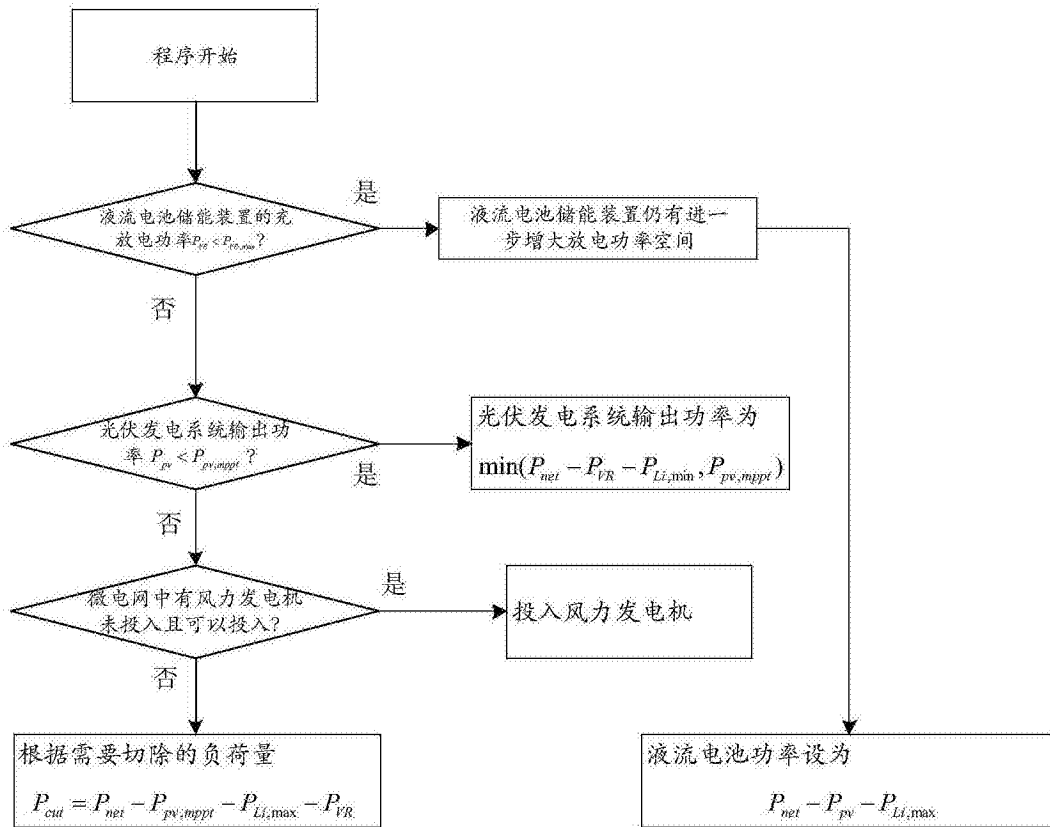 程序开始
液流电池储能装置的充
放电功率P_VR < P_VR,max?
是
液流电池储能装置仍有进一
步增大放电功率空间
否
光伏发电系统输出功
率 P_pv < P_pv,mppt ?
是
光伏发电系统输出功率为
min(P_net − P_VR − P_Li,min, P_pv,mppt)
否
微电网中有风力发电机
未投入且可以投入?
是
投入风力发电机
否
根据需要切除的负荷量
P_cut = P_net − P_pv,mppt − P_Li,max − P_VR
液流电池功率设为
P_net − P_pv − P_Li,max